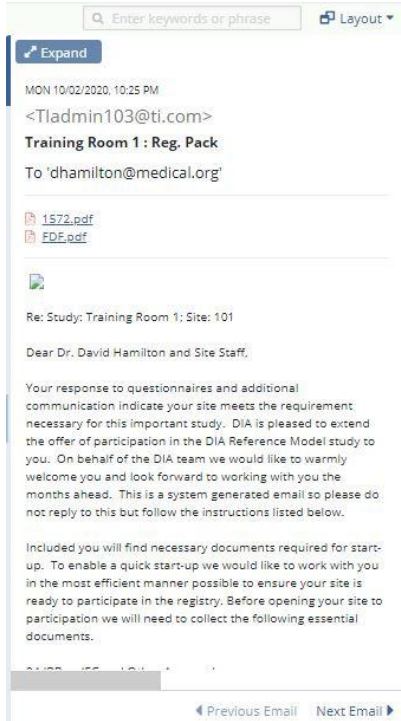 Enter keywords or phrase
Layout
Expand
MON 10/02/2020, 10:25 PM
<TIadmin103@ti.com>
Training Room 1 : Reg. Pack
To 'dhamilton@medical.org'
1572.pdf
FDF.pdf
Re: Study: Training Room 1; Site: 101
Dear Dr. David Hamilton and Site Staff,
Your response to questionnaires and additional
communication indicate your site meets the requirement
necessary for this important study. DIA is pleased to extend
the offer of participation in the DIA Reference Model study to
you. On behalf of the DIA team we would like to warmly
welcome you and look forward to working with you the
months ahead. This is a system generated email so please do
not reply to this but follow the instructions listed below.
Included you will find necessary documents required for start-
up. To enable a quick start-up we would like to work with you
in the most efficient manner possible to ensure your site is
ready to participate in the registry. Before opening your site to
participation we will need to collect the following essential
documents.
Previous Email Next Email